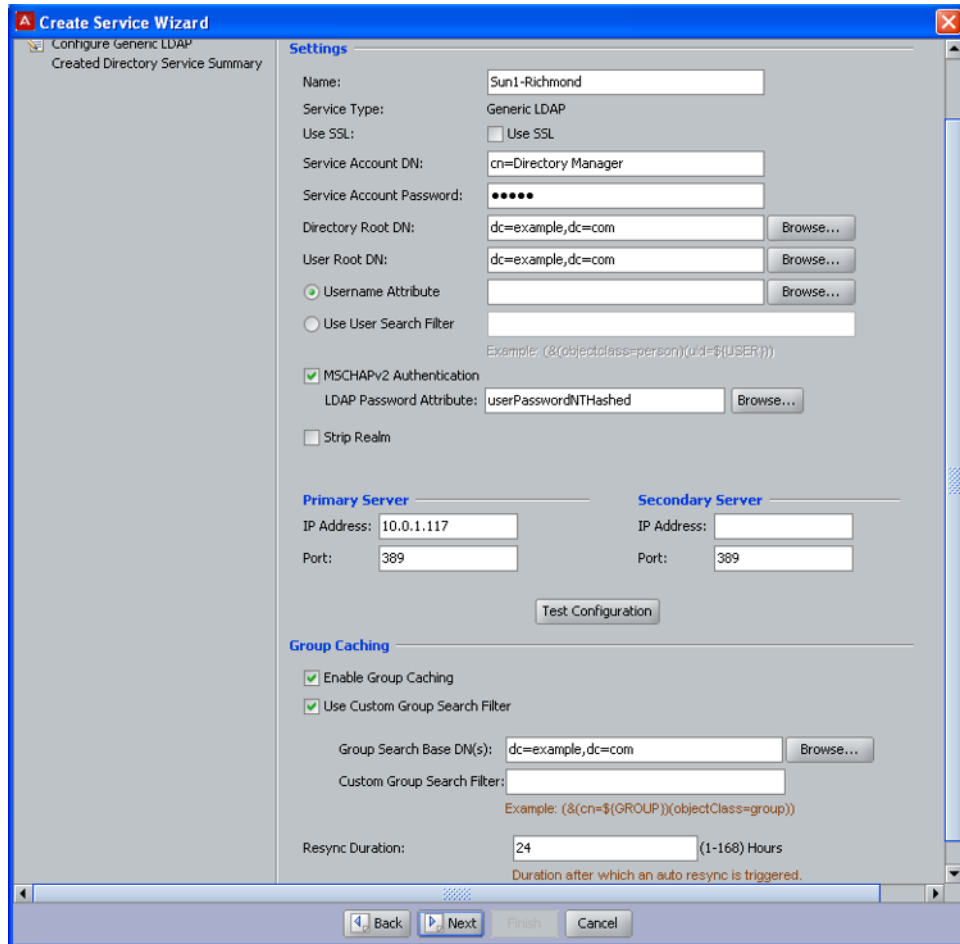 Create Service Wizard
Configure Generic LDAP
Created Directory Service Summary
Settings
Name: Sun1-Richmond
Service Type: Generic LDAP
Use SSL: Use SSL
Service Account DN: cn=Directory Manager
Service Account Password: •••••
Directory Root DN: dc=example,dc=com Browse...
User Root DN: dc=example,dc=com Browse...
Username Attribute Browse...
Use User Search Filter
Example: (&(objectclass=person)(uid=${USER}))
MSCHAPv2 Authentication
LDAP Password Attribute: userPasswordNTHashed Browse...
Strip Realm
Primary Server Secondary Server
IP Address: 10.0.1.117 IP Address:
Port: 389 Port: 389
Test Configuration
Group Caching
Enable Group Caching
Use Custom Group Search Filter
Group Search Base DN(s): dc=example,dc=com Browse...
Custom Group Search Filter:
Example: (&(cn=${GROUP})(objectClass=group))
Resync Duration: 24 (1-168) Hours
Duration after which an auto resync is triggered.
Back Next Finish Cancel